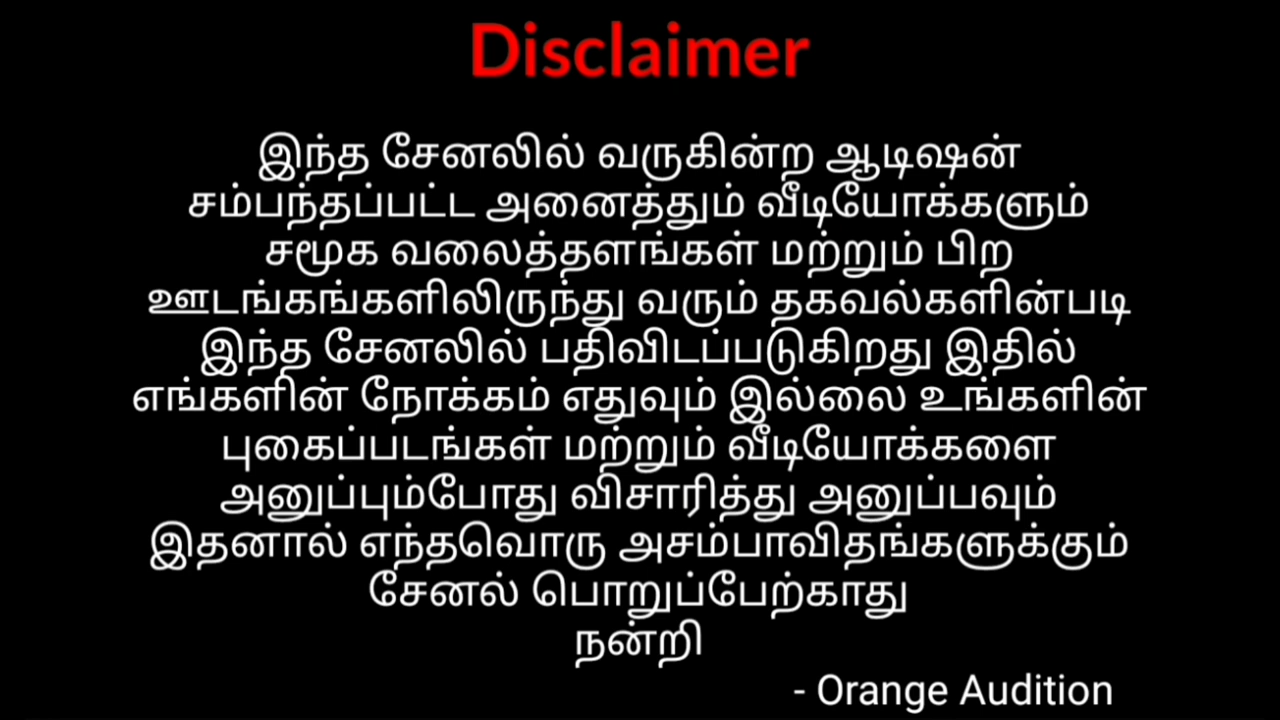 Disclaimer
இந்த சேனலில் வருகின்ற ஆடிஷன்
சம்பந்தப்பட்ட அனைத்தும் வீடியோக்களும்
சமூக வலைத்தளங்கள் மற்றும் பிற
ஊடங்கங்களிலிருந்து வரும் தகவல்களின்படி
இந்த சேனலில் பதிவிடப்படுகிறது இதில்
எங்களின் நோக்கம் எதுவும் இல்லை உங்களின்
புகைப்படங்கள் மற்றும் வீடியோக்களை
அனுப்பும்போது விசாரித்து அனுப்பவும்
இதனால் எந்தவொரு அசம்பாவிதங்களுக்கும்
சேனல் பொறுப்பேற்காது
நன்றி
- Orange Audition